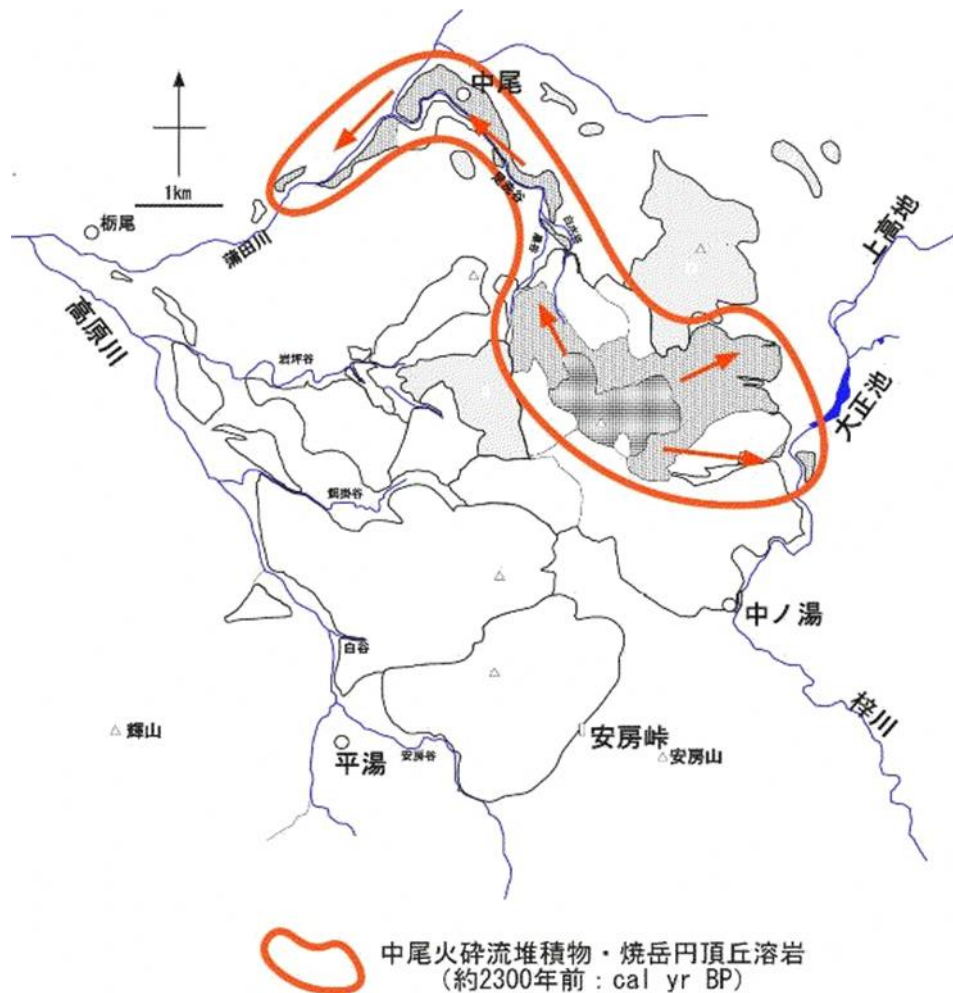 中尾
1km
栃尾
蒲田川
上高地
高原川
岩坪谷
大正池
中ノ湯
白谷
輝山
平湯
安房谷
安房峠
安房山
梓川
中尾火砕流堆積物・焼岳円頂丘溶岩
(約2300年前：cal yr BP)